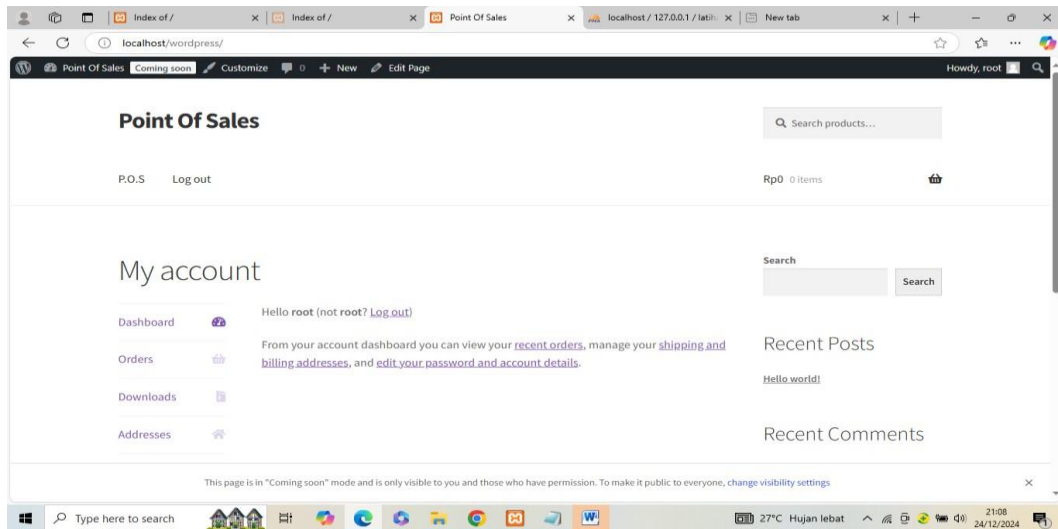 Index of /
Index of /
Point Of Sales
localhost / 127.0.0.1 / latih
New tab
localhost/wordpress/
Point Of Sales Coming soon Customize 0 New Edit Page Howdy, root
Point Of Sales
Search products...
P.O.S Log out
Rp0 0 items
My account
Dashboard
Orders
Downloads
Addresses
Hello root (not root? Log out)
From your account dashboard you can view your recent orders, manage your shipping and
billing addresses, and edit your password and account details.
Search
Search
Recent Posts
Hello world!
Recent Comments
This page is in "Coming soon" mode and is only visible to you and those who have permission. To make it public to everyone, change visibility settings
Type here to search
27°C Hujan lebat
21:08
24/12/2024